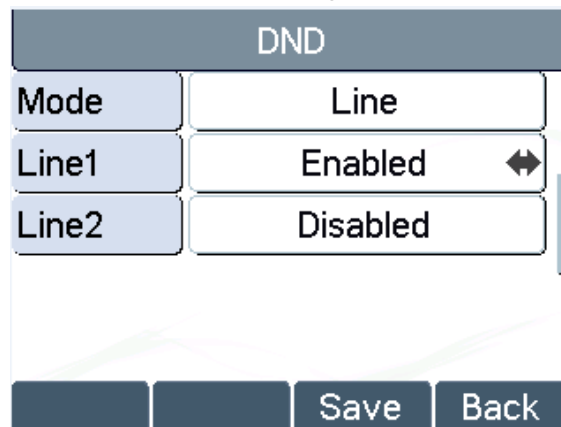 DND
Mode Line
Line1 Enabled
Line2 Disabled
Save Back